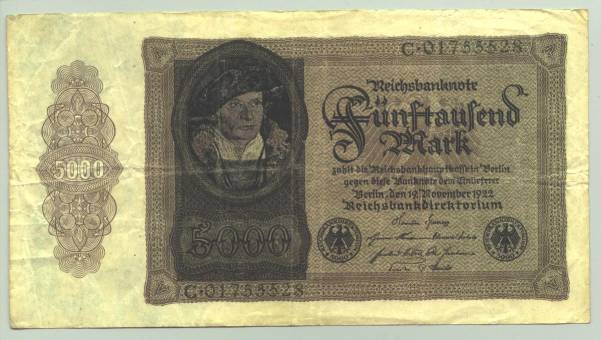 C·01753528
Reichsbanknote
Fünftausend
Mark
zahlt die Reichsbankhauptkasse in Berlin
gegen diese Banknote dem Einlieferer
Berlin, den 19. November 1922
Reichsbankdirektorium
5000
5000
C·01753528